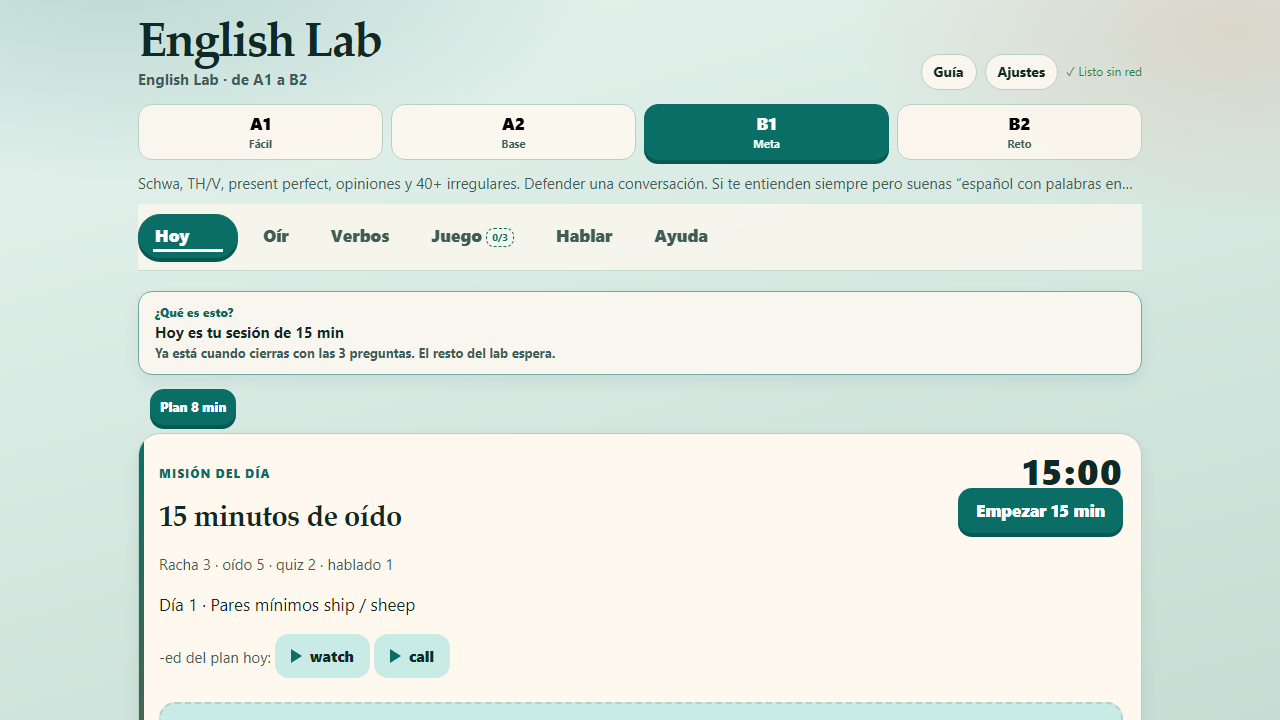 English Lab
English Lab · de A1 a B2
Guía
Ajustes
✓ Listo sin red
A1
Fácil
A2
Base
B1
Meta
B2
Reto
Schwa, TH/V, present perfect, opiniones y 40+ irregulares. Defender una conversación. Si te entienden siempre pero suenas “español con palabras en…
Hoy
Oír
Verbos
Juego 0/3
Hablar
Ayuda
¿Qué es esto?
Hoy es tu sesión de 15 min
Ya está cuando cierras con las 3 preguntas. El resto del lab espera.
Plan 8 min
MISIÓN DEL DÍA
15:00
15 minutos de oído
Empezar 15 min
Racha 3 · oído 5 · quiz 2 · hablado 1
Día 1 · Pares mínimos ship / sheep
-ed del plan hoy: ▶ watch ▶ call